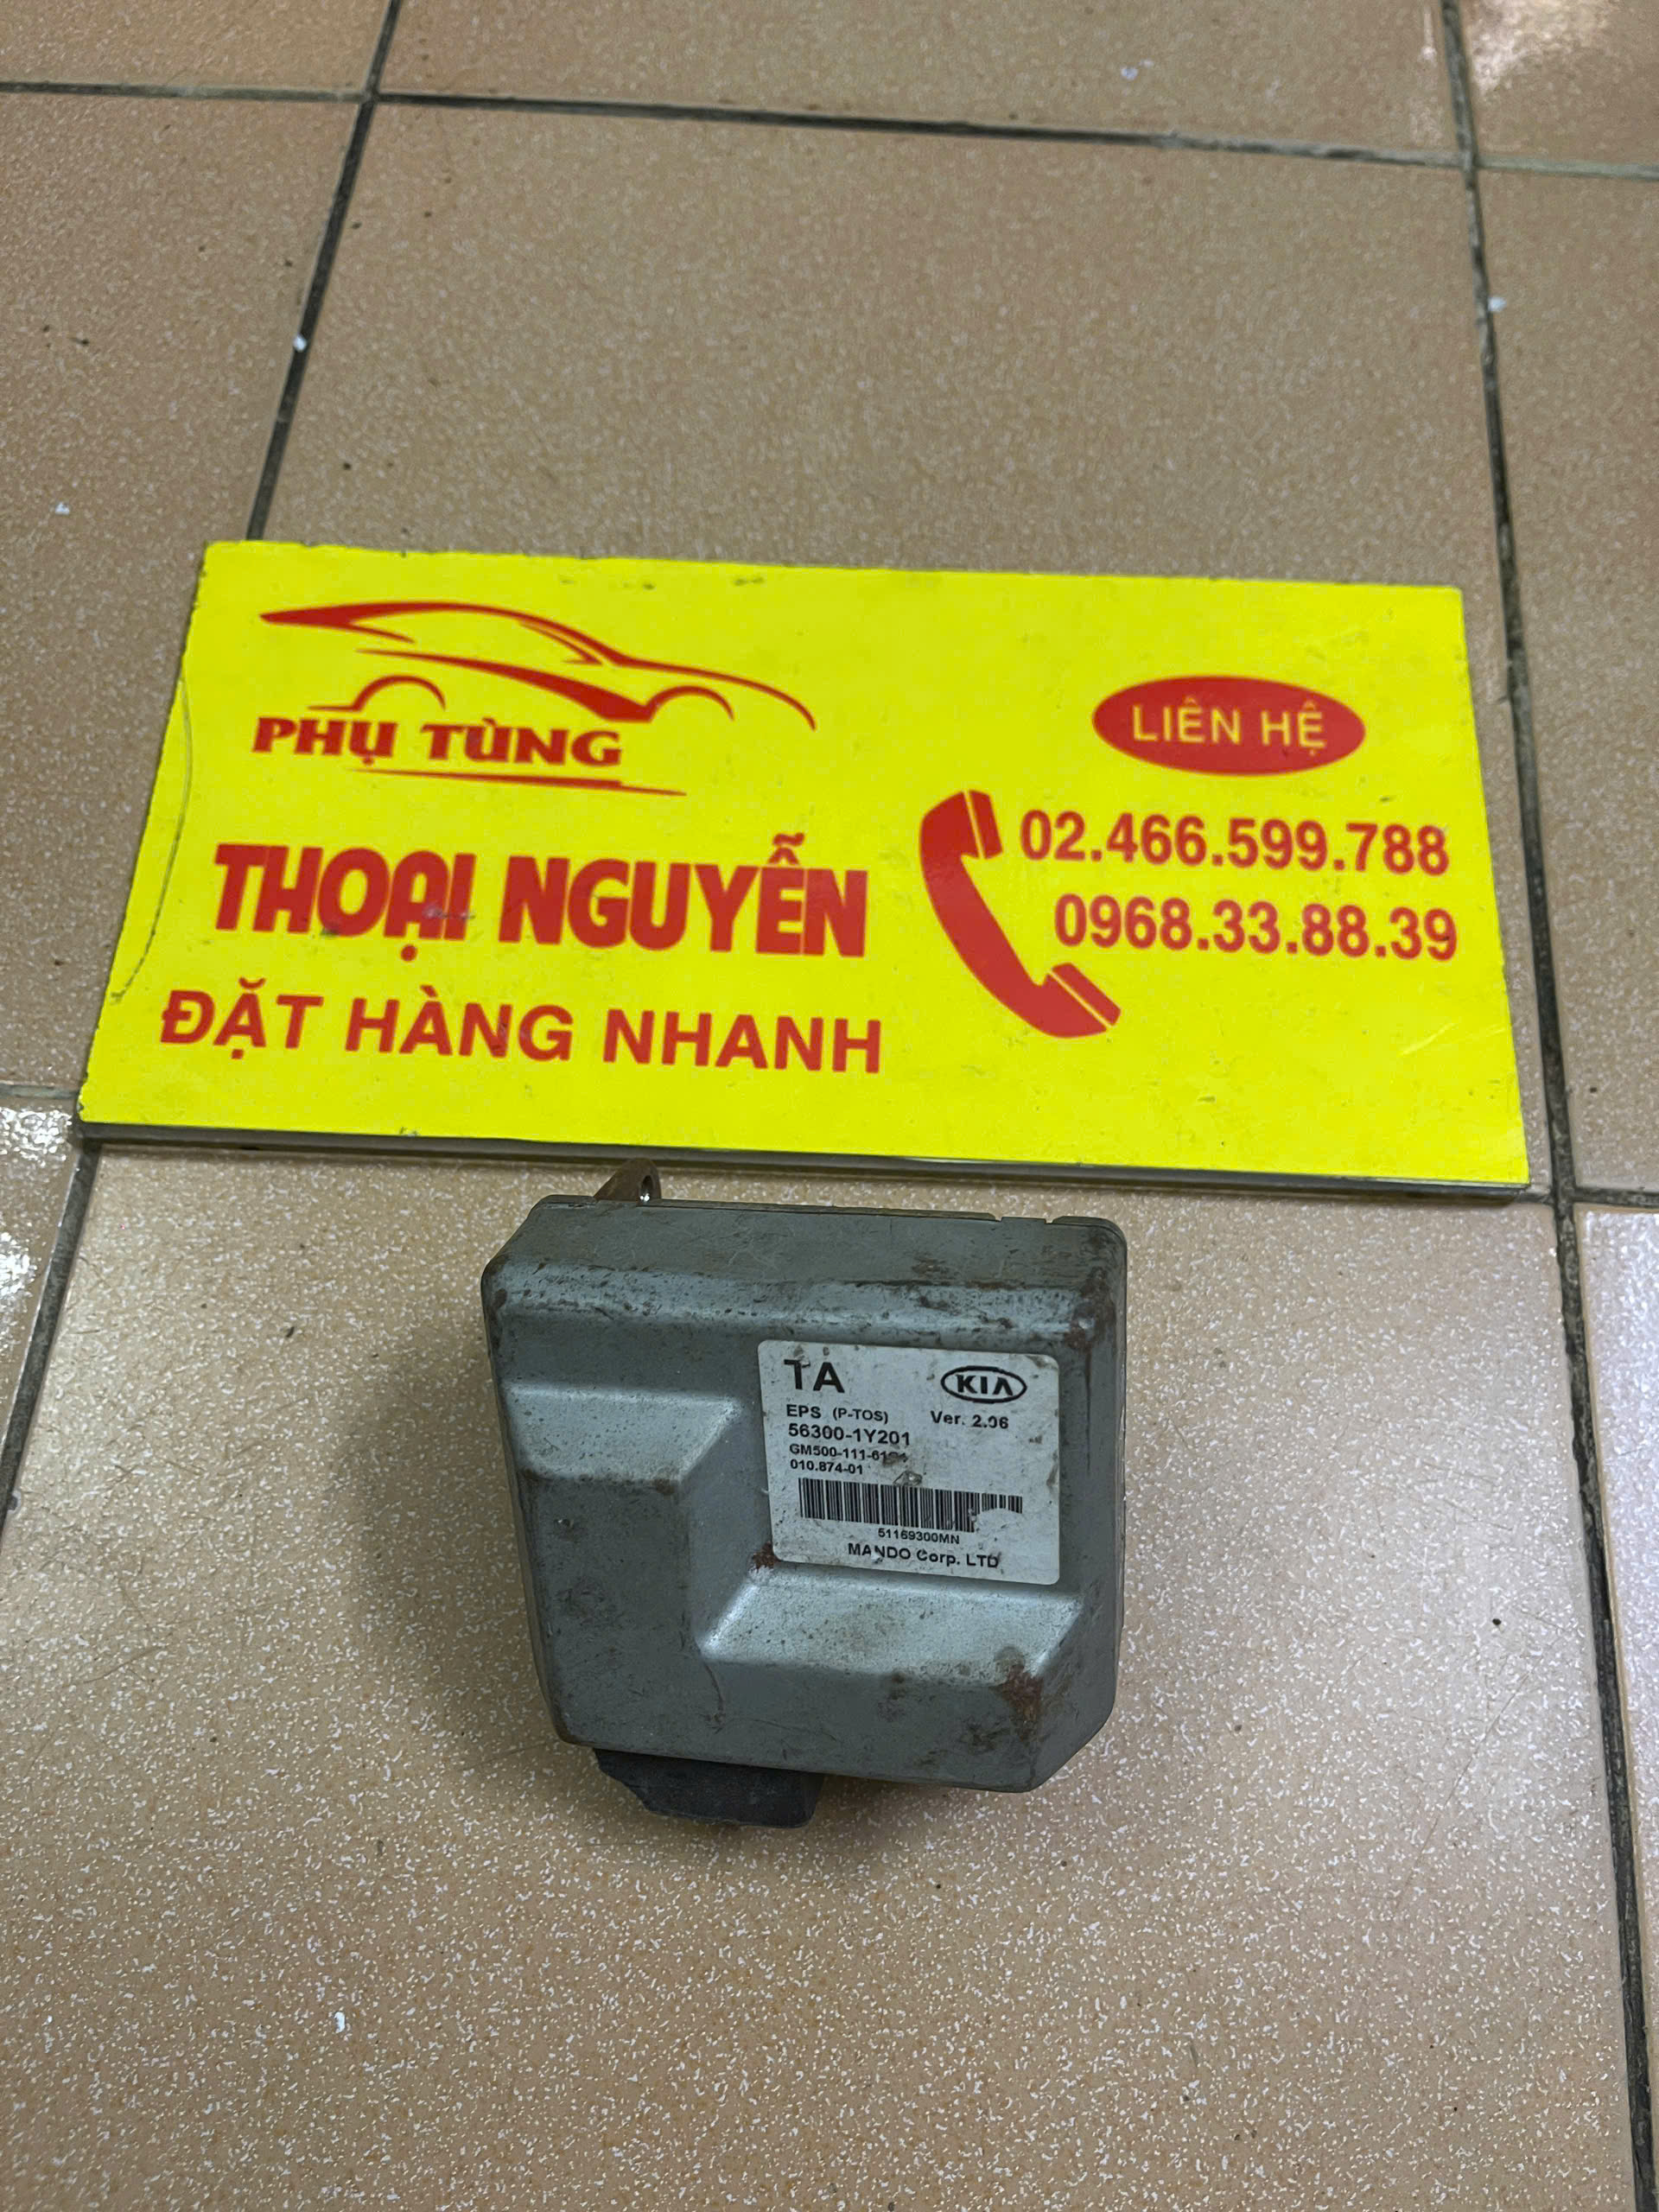 PHỤ TÙNG
THOẠI NGUYỄN
ĐẶT HÀNG NHANH
LIÊN HỆ
02.466.599.788
0968.33.88.39
TA
KIA
EPS (P-TOS) Ver. 2.06
56300-1Y201
010.874-01
51169300MN
MANDO Corp. LTD